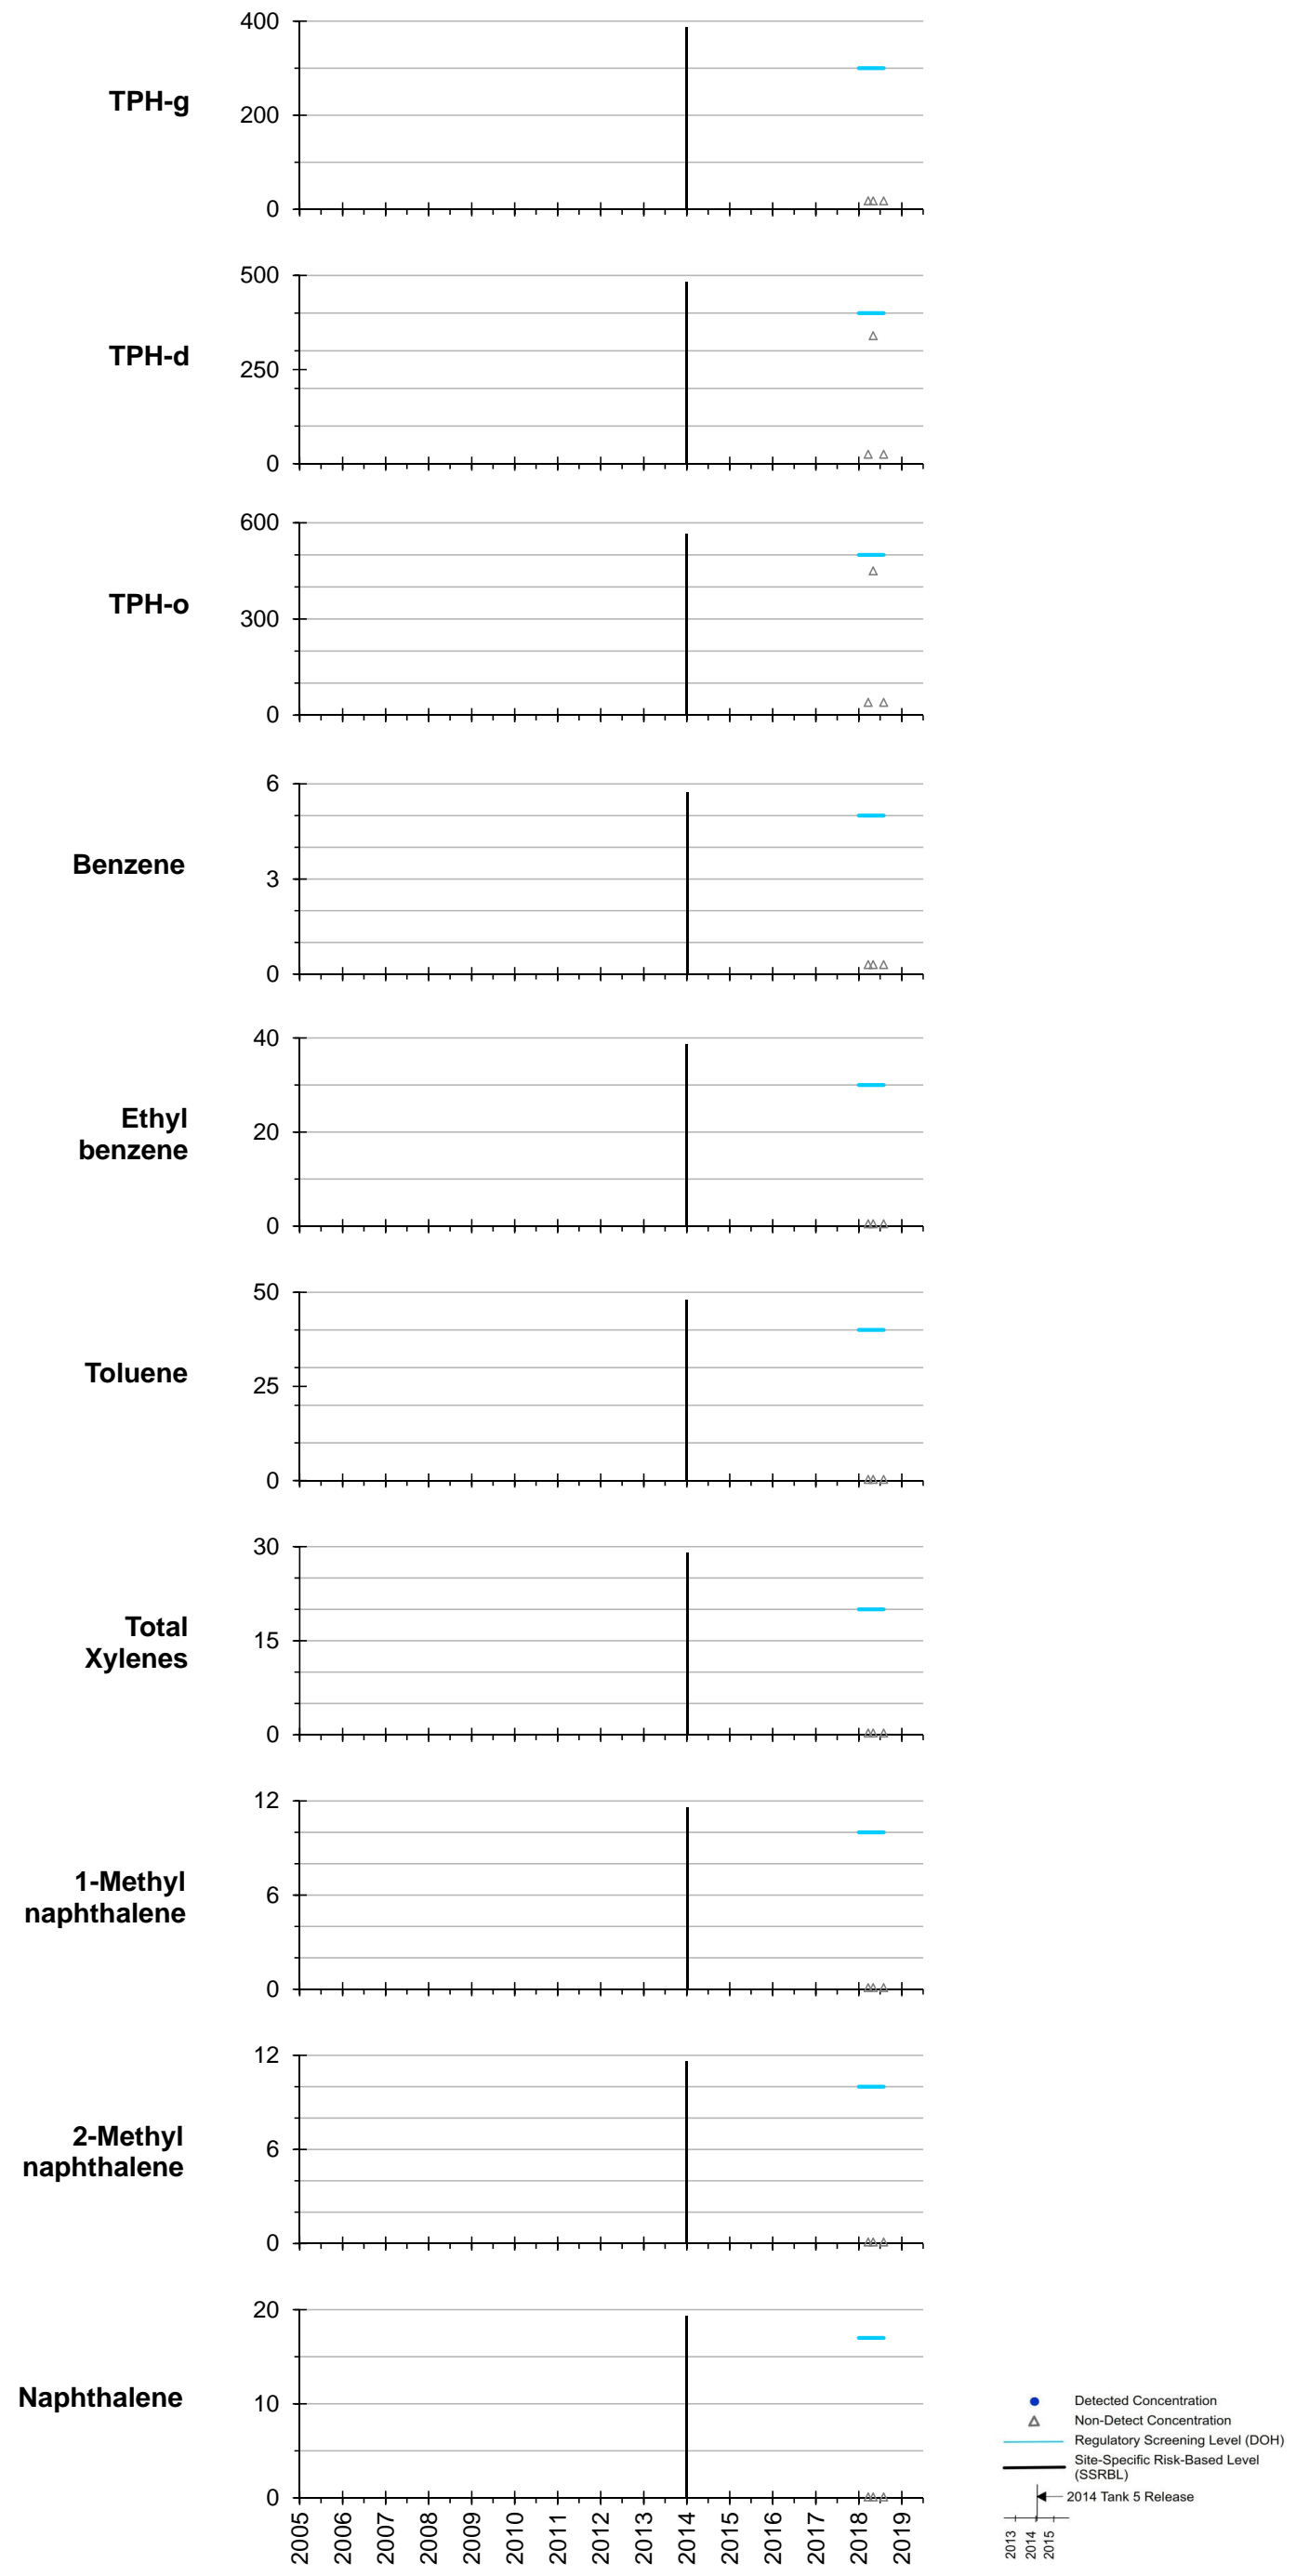 400
TPH-g
200
0
500
TPH-d
250
0
600
TPH-o
300
0
6
Benzene
3
0
40
Ethyl
benzene
20
0
50
Toluene
25
0
30
Total
Xylenes
15
0
12
1-Methyl
naphthalene
6
0
12
2-Methyl
naphthalene
6
0
20
Naphthalene
10
0
2005 2006 2007 2008 2009 2010 2011 2012 2013 2014 2015 2016 2017 2018 2019
Detected Concentration
Non-Detect Concentration
Regulatory Screening Level (DOH)
Site-Specific Risk-Based Level
(SSRBL)
2014 Tank 5 Release
2013 2014 2015